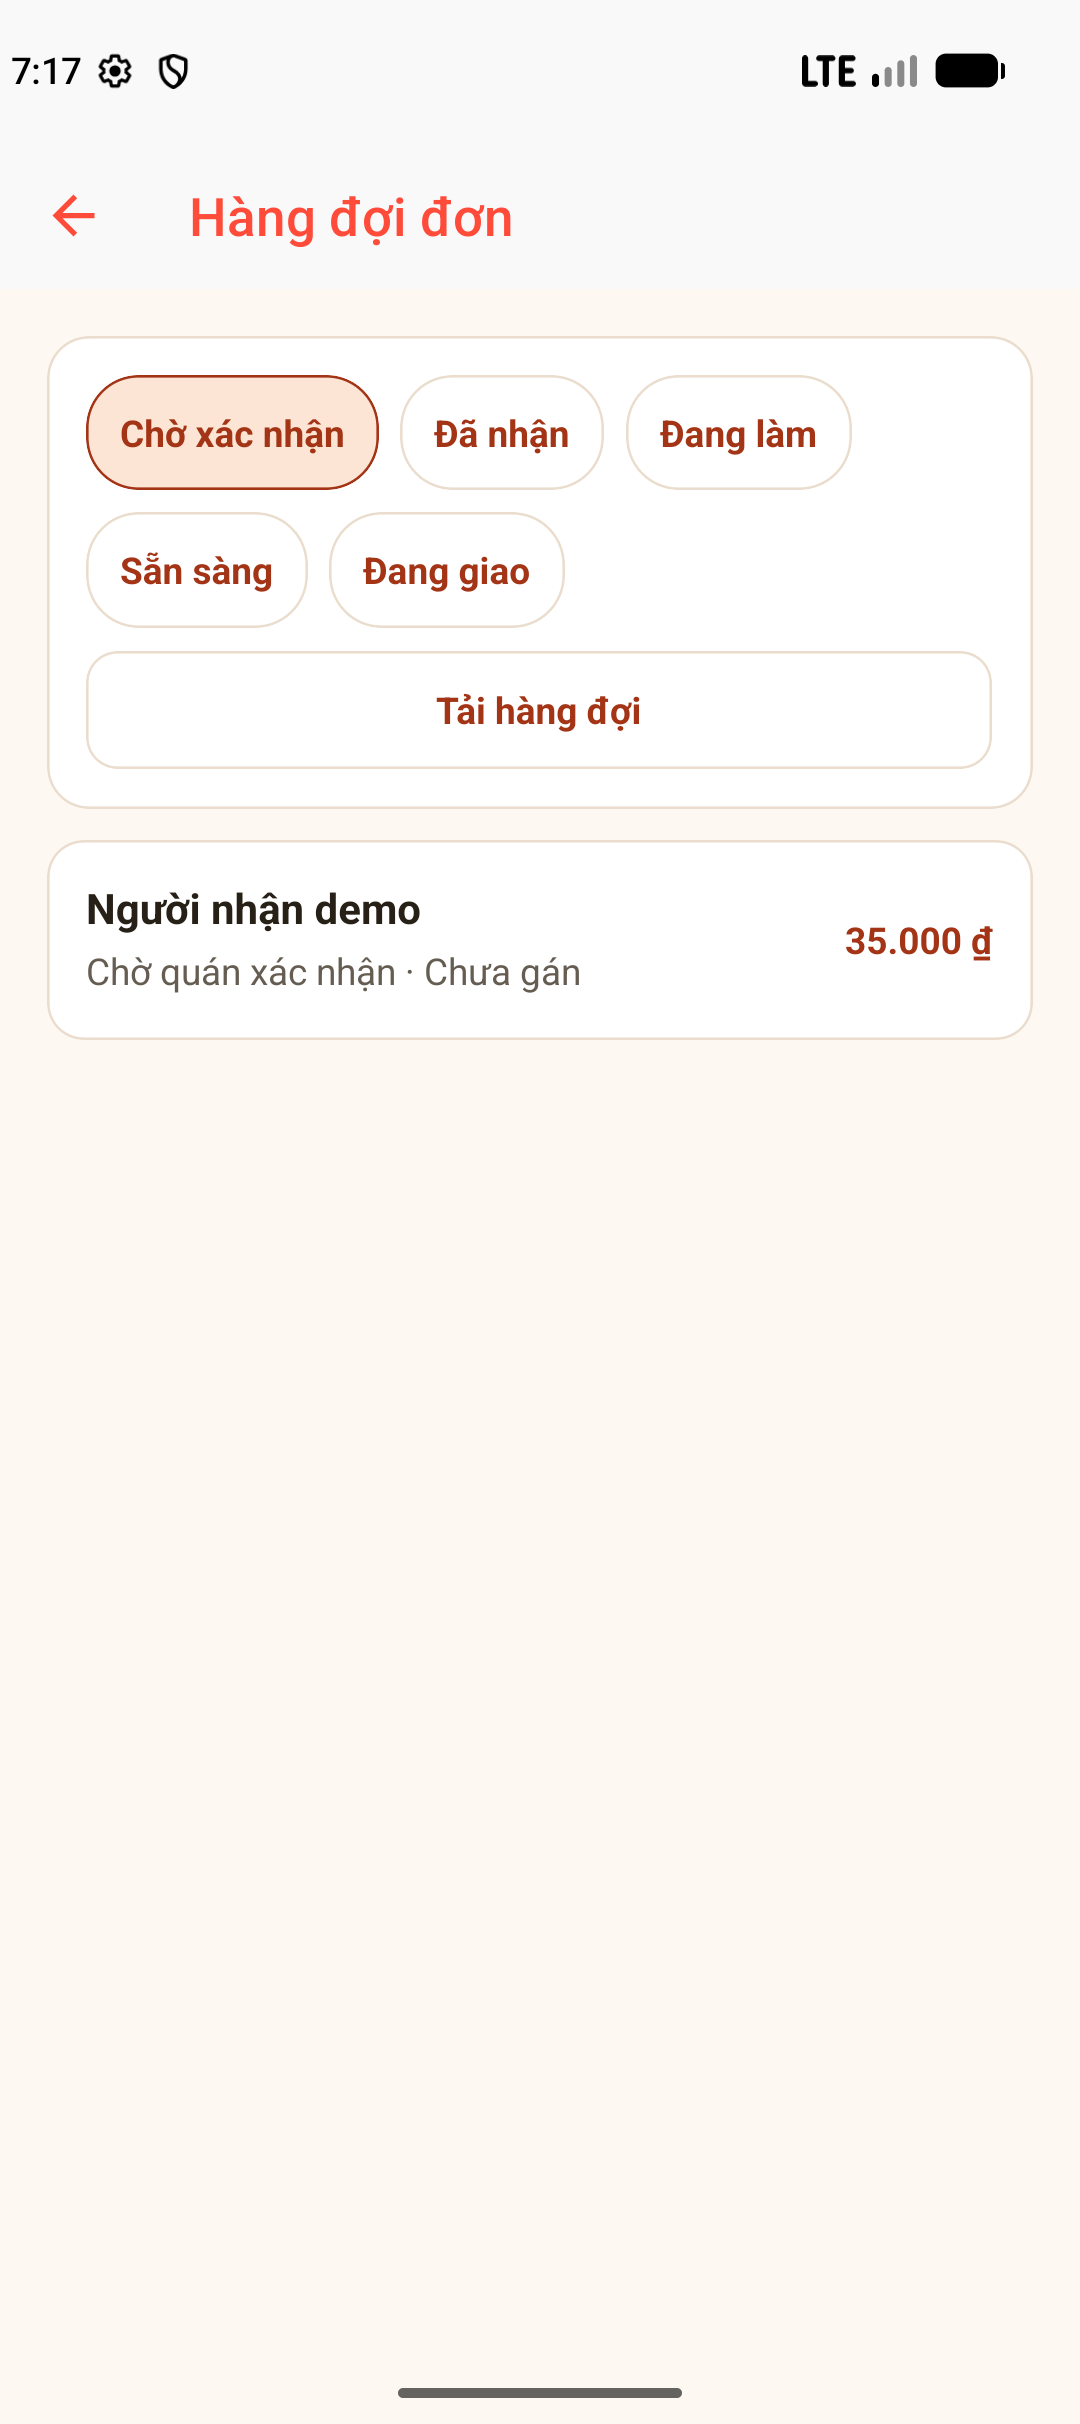 7:17 LTE
Hàng đợi đơn
Chờ xác nhận Đã nhận Đang làm
Sẵn sàng Đang giao
Tải hàng đợi
Người nhận demo
35.000 ₫
Chờ quán xác nhận · Chưa gán